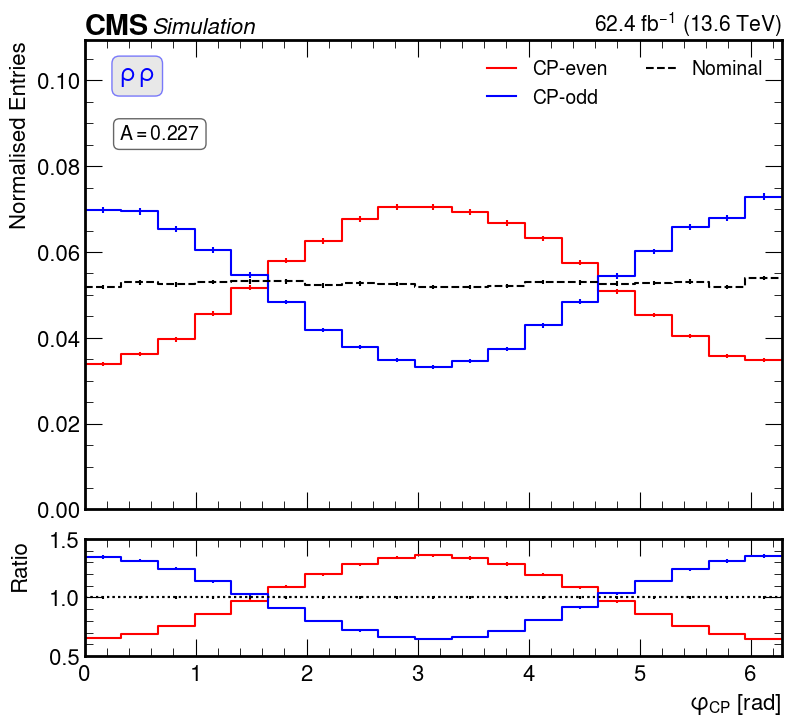 CMS Simulation 62.4 fb⁻¹ (13.6 TeV)
ρ ρ
A = 0.227
CP-even
CP-odd
Nominal
Normalised Entries
0.10
0.08
0.06
0.04
0.02
0.00
Ratio
1.5
1.0
0.5
0 1 2 3 4 5 6
φCP [rad]